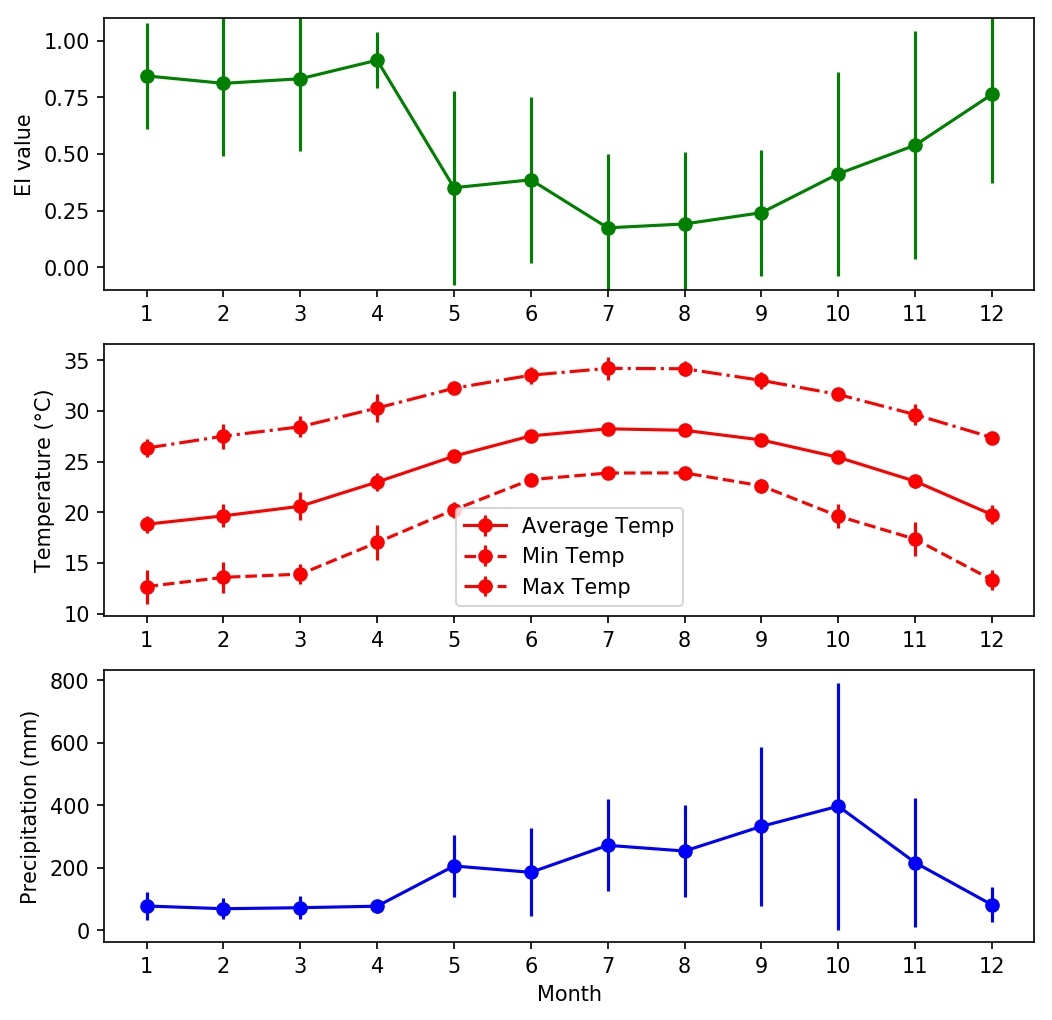 EI value
1.00
0.75
0.50
0.25
0.00
1 2 3 4 5 6 7 8 9 10 11 12
Temperature (°C)
35
30
25
20
15
10
Average Temp
Min Temp
Max Temp
1 2 3 4 5 6 7 8 9 10 11 12
Precipitation (mm)
800
600
400
200
0
1 2 3 4 5 6 7 8 9 10 11 12
Month